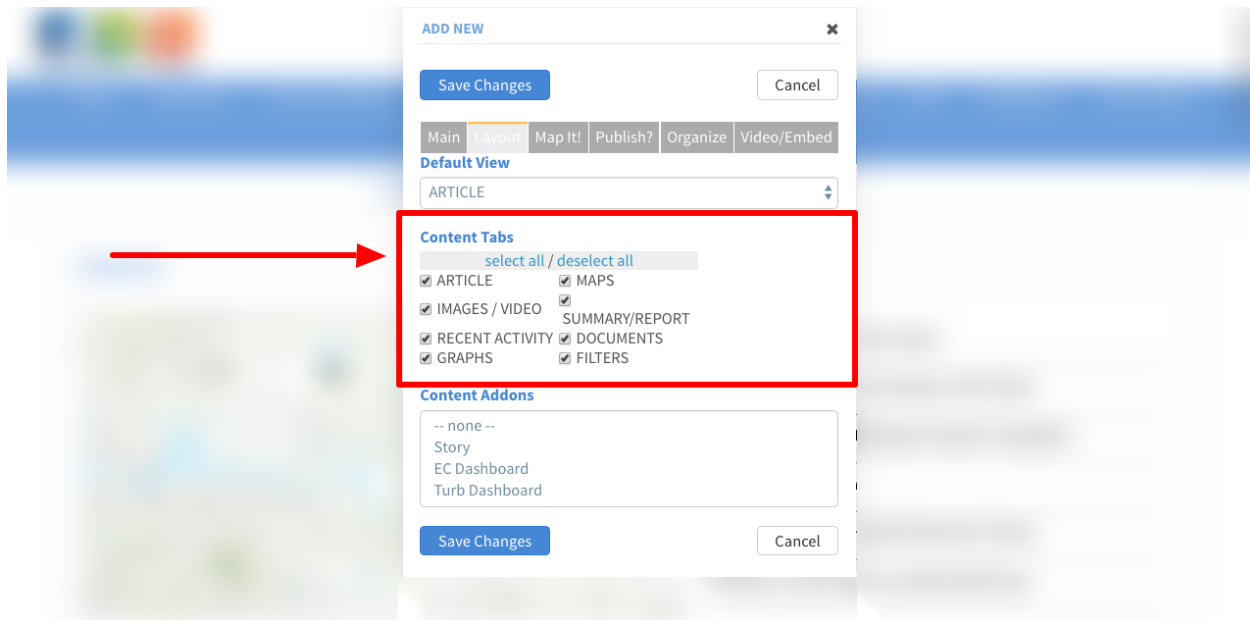 ADD NEW ✖
Save Changes Cancel
Main Layout Map It! Publish? Organize Video/Embed
Default View
ARTICLE
Content Tabs
select all / deselect all
ARTICLE MAPS
IMAGES / VIDEO SUMMARY/REPORT
RECENT ACTIVITY DOCUMENTS
GRAPHS FILTERS
Content Addons
-- none --
Story
EC Dashboard
Turb Dashboard
Save Changes Cancel